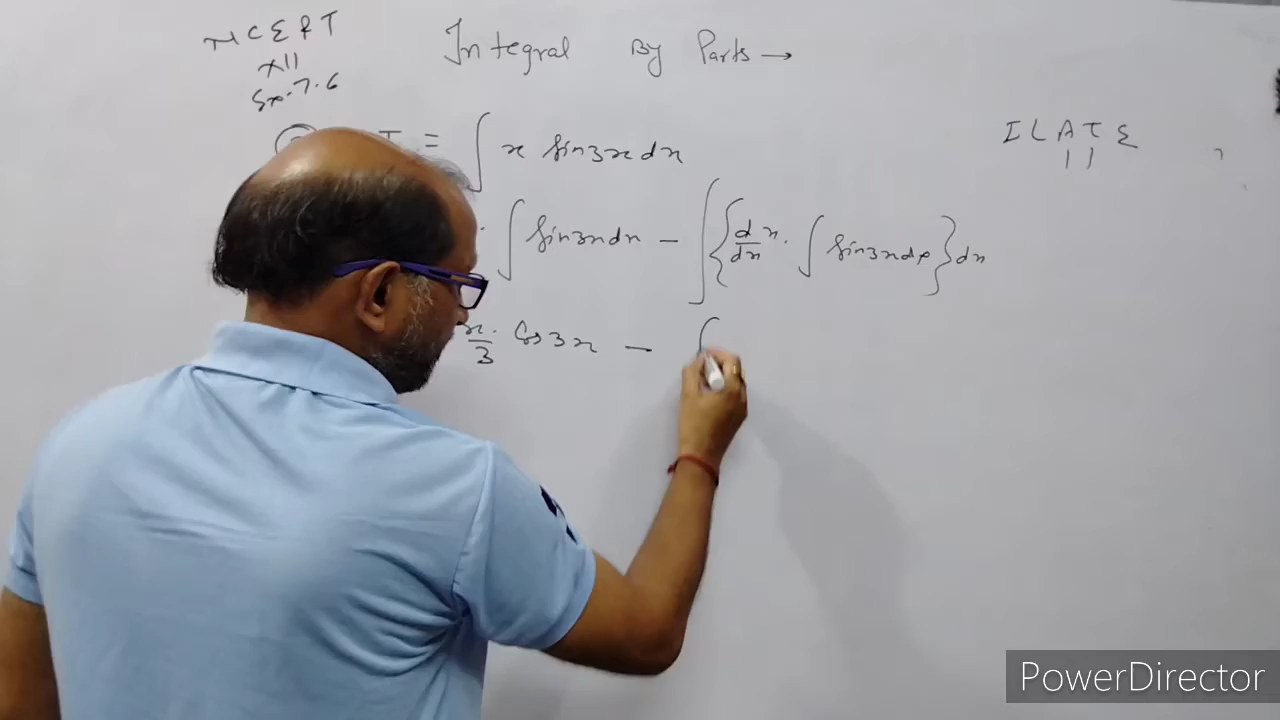 NCERT
XII
Ex.7.6
Integral By Parts →
I = ∫ x sin3x dx
ILATE
. ∫ sin3x dx - ∫ { d/dx x . ∫ sin3x dx } dx
x/3 . Cos3x - ∫
PowerDirector